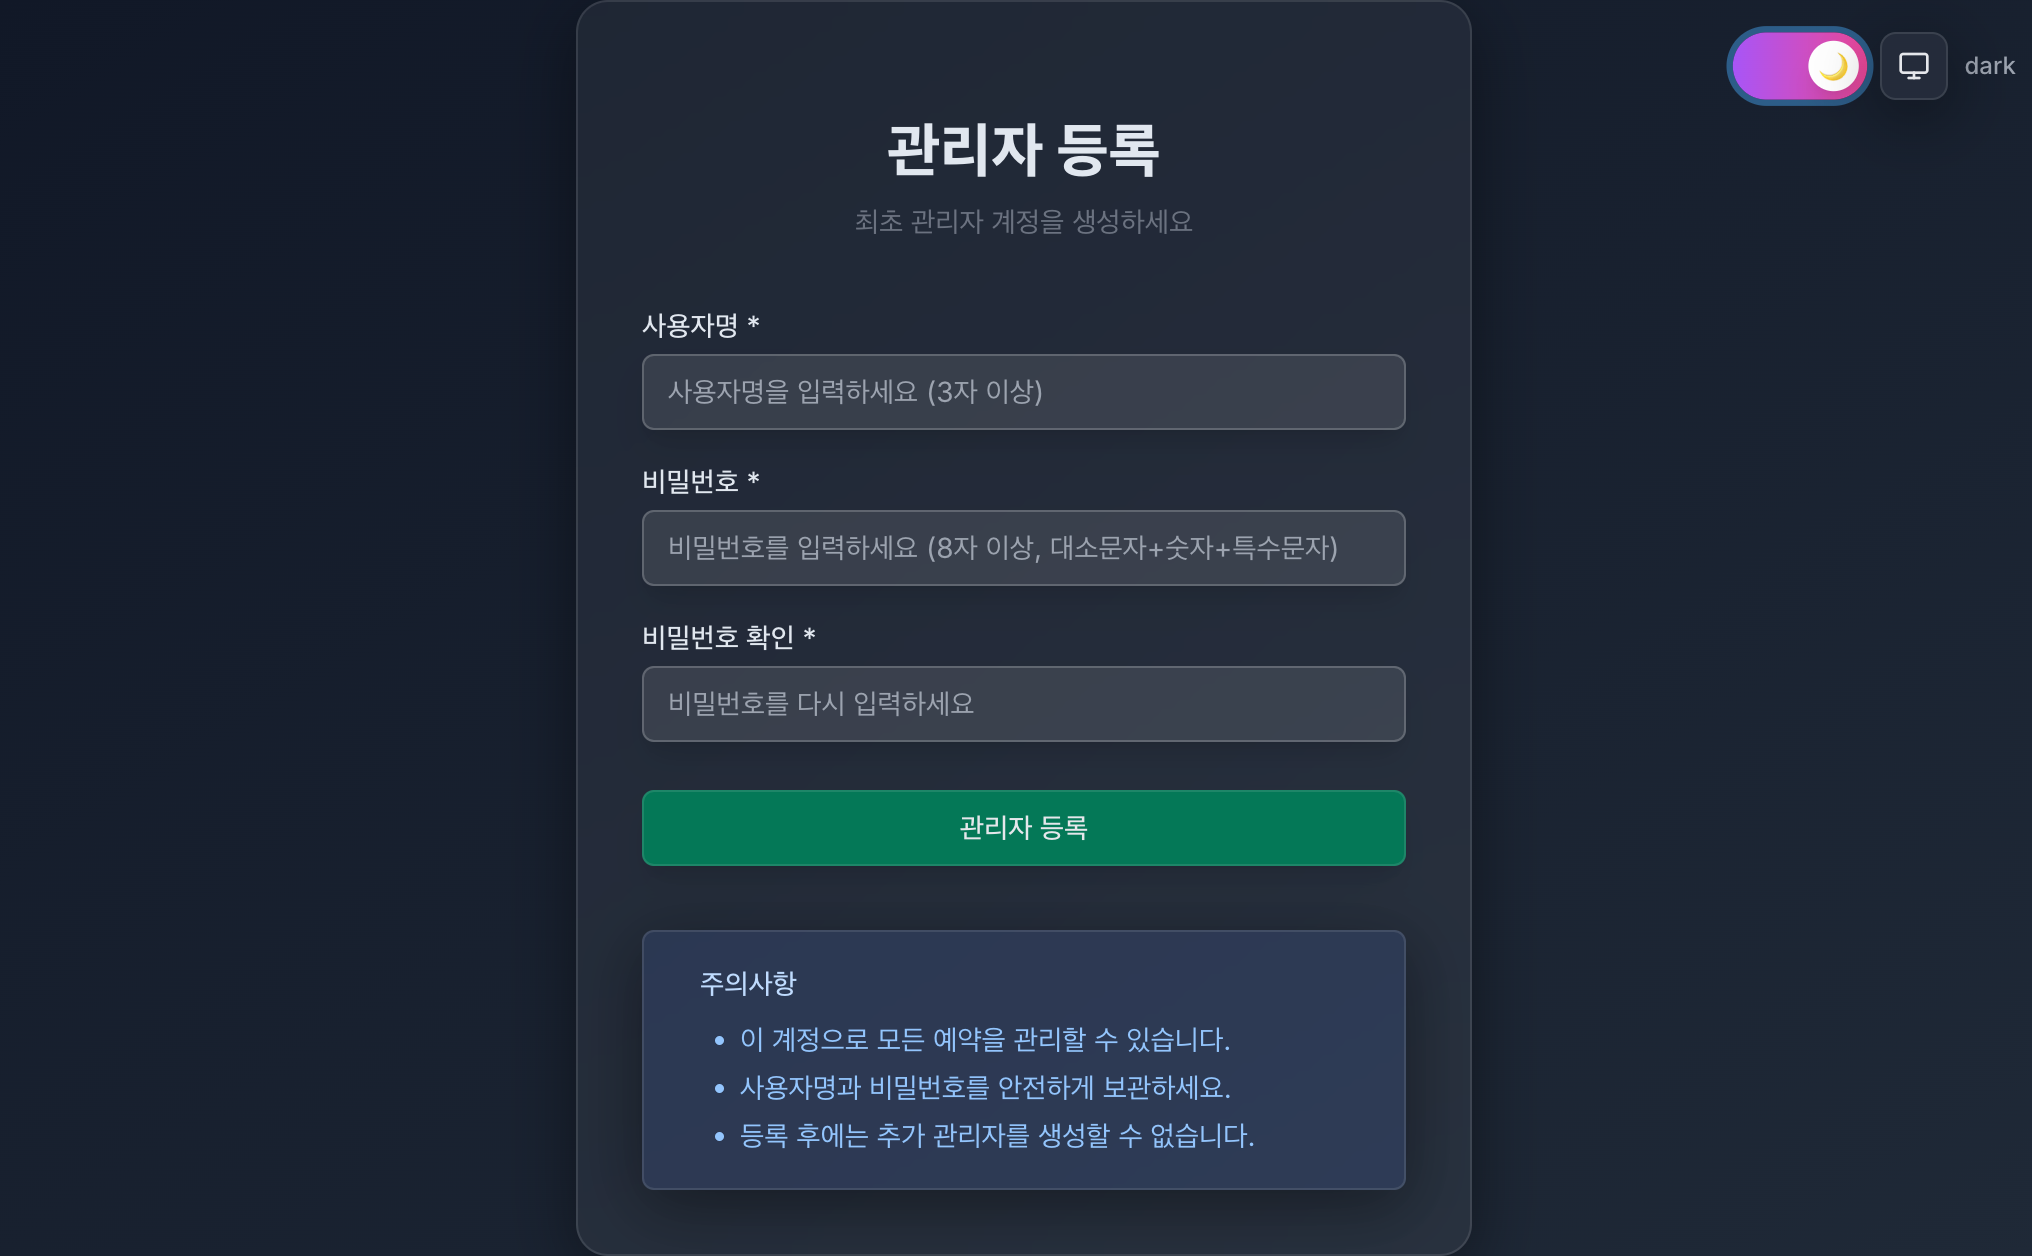 dark
관리자 등록
최초 관리자 계정을 생성하세요
사용자명 *
사용자명을 입력하세요 (3자 이상)
비밀번호 *
비밀번호를 입력하세요 (8자 이상, 대소문자+숫자+특수문자)
비밀번호 확인 *
비밀번호를 다시 입력하세요
관리자 등록
주의사항
• 이 계정으로 모든 예약을 관리할 수 있습니다.
• 사용자명과 비밀번호를 안전하게 보관하세요.
• 등록 후에는 추가 관리자를 생성할 수 없습니다.